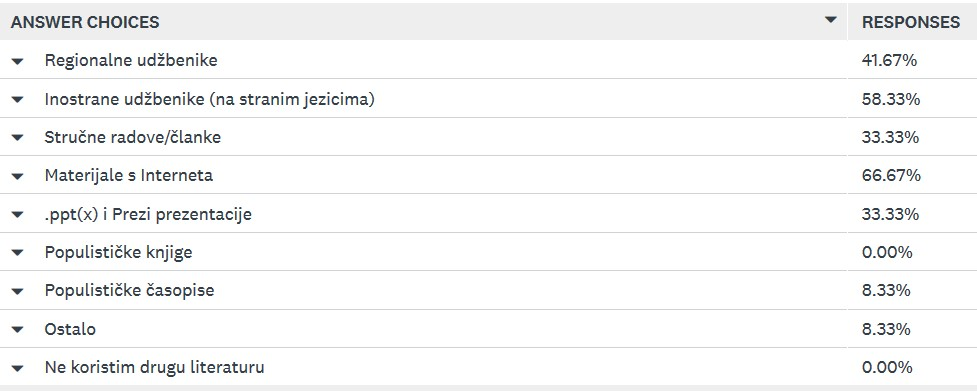 ANSWER CHOICES RESPONSES
Regionalne udžbenike 41.67%
Inostrane udžbenike (na stranim jezicima) 58.33%
Stručne radove/članke 33.33%
Materijale s Interneta 66.67%
.ppt(x) i Prezi prezentacije 33.33%
Populističke knjige 0.00%
Populističke časopise 8.33%
Ostalo 8.33%
Ne koristim drugu literaturu 0.00%